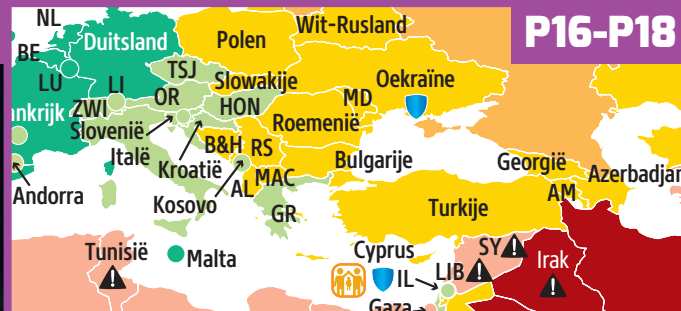 P16-P18
NL
Wit-Rusland
Duitsland
Polen
BE
TSJ
Slowakije
Oekraïne
LU
LI
OR
HON
MD
ankrijk
ZWI
Roemenië
Slovenië
Italë
B&H
RS
Bulgarije
Georgië
Azerbadjan
Kroatië
Andorra
Kosovo
AL
MAC
AM
GR
Turkije
Tunisië
Malta
Cyprus
SY
Irak
IL
LIB
Gaza